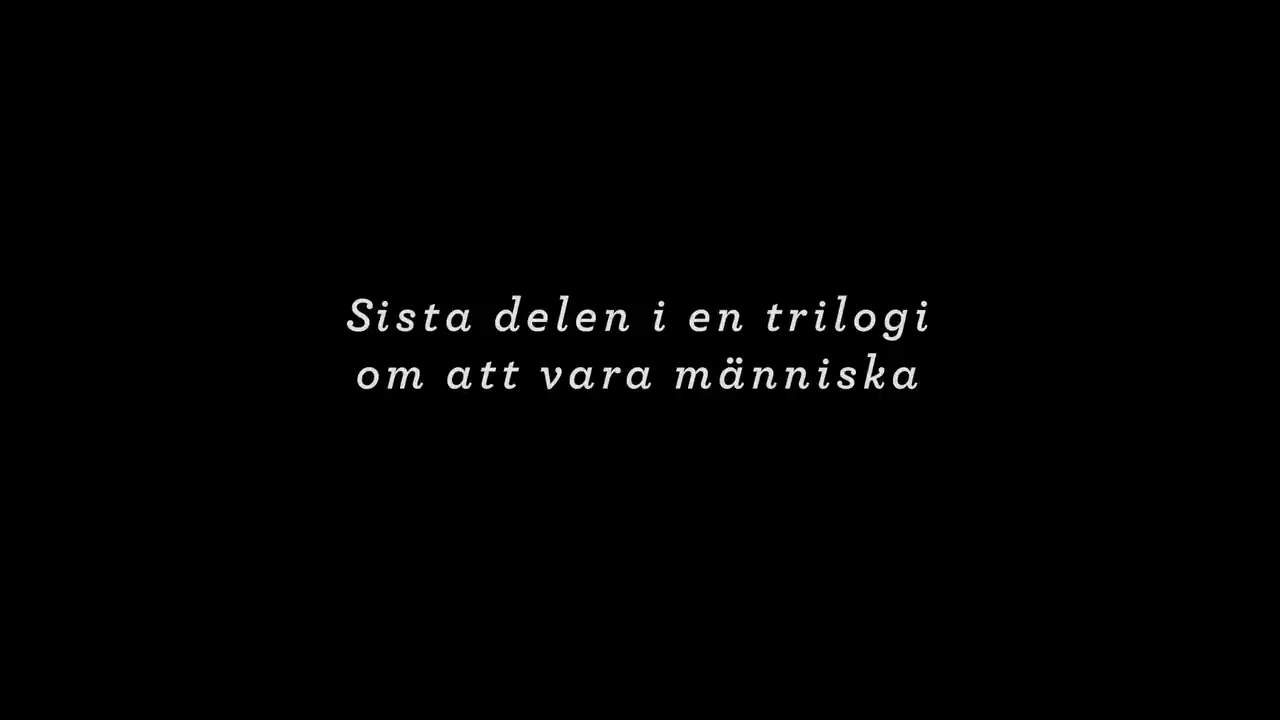 Sista delen i en trilogi
om att vara människa